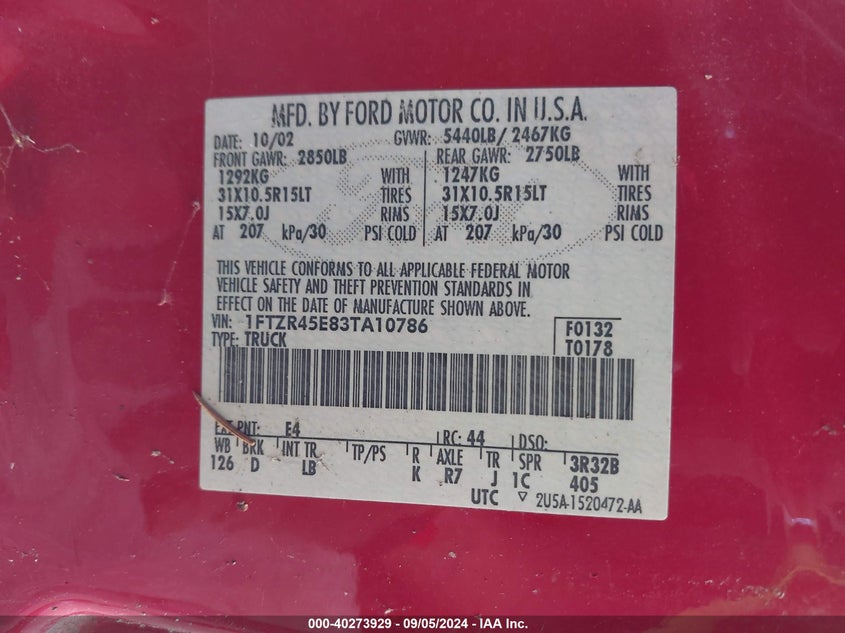 MFD. BY FORD MOTOR CO. IN U.S.A.
DATE: 10/02 GVWR: 5440LB/ 2467KG
FRONT GAWR: 2850LB REAR GAWR: 2750LB
1292KG WITH 1247KG WITH
31X10.5R15LT TIRES 31X10.5R15LT TIRES
15X7.0J RIMS 15X7.0J RIMS
AT 207 kPa/30 PSI COLD AT 207 kPa/30 PSI COLD
THIS VEHICLE CONFORMS TO ALL APPLICABLE FEDERAL MOTOR
VEHICLE SAFETY AND THEFT PREVENTION STANDARDS IN
EFFECT ON THE DATE OF MANUFACTURE SHOWN ABOVE.
VIN: 1FTZR45E83TA10786 F0132
TYPE: TRUCK T0178
EXT PNT: E4 RC: 44 DSO:
WB BRK INT TR TP/PS R AXLE TR SPR 3R32B
126 D LB K R7 J 1C 405
UTC ▽ 2U5A-1520472-AA
000-40273929 - 09/05/2024 - IAA Inc.